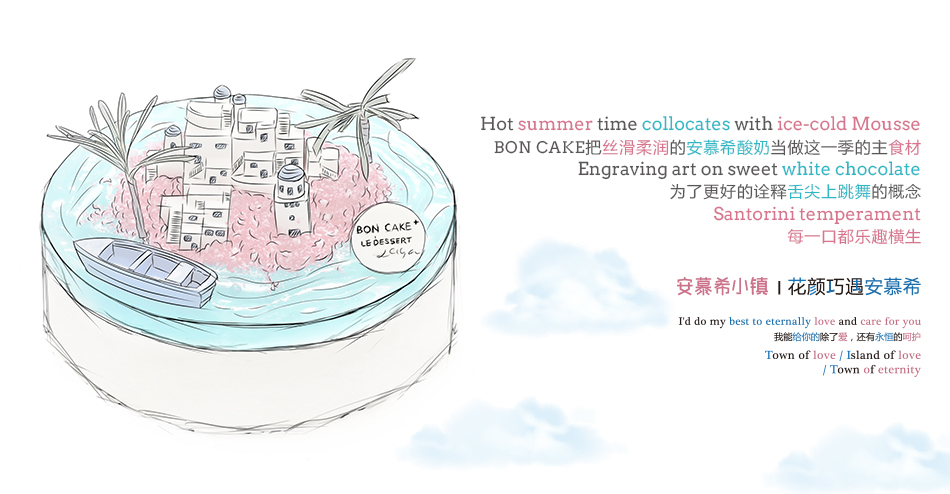 Hot summer time collocates with ice-cold Mousse
BON CAKE把丝滑柔润的安慕希酸奶当做这一季的主食材
Engraving art on sweet white chocolate
为了更好的诠释舌尖上跳舞的概念
Santorini temperament
每一口都乐趣横生
BON CAKE
LE DESSERT
安慕希小镇 I 花颜巧遇安慕希
I'd do my best to eternally love and care for you
我能给你的除了爱，还有永恒的呵护
Town of love / Island of love
/ Town of eternity